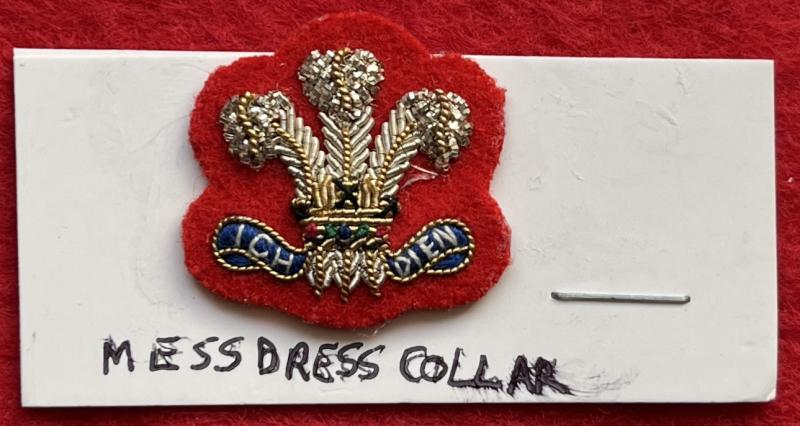 ICH DIEN
MESS DRESS COLLAR